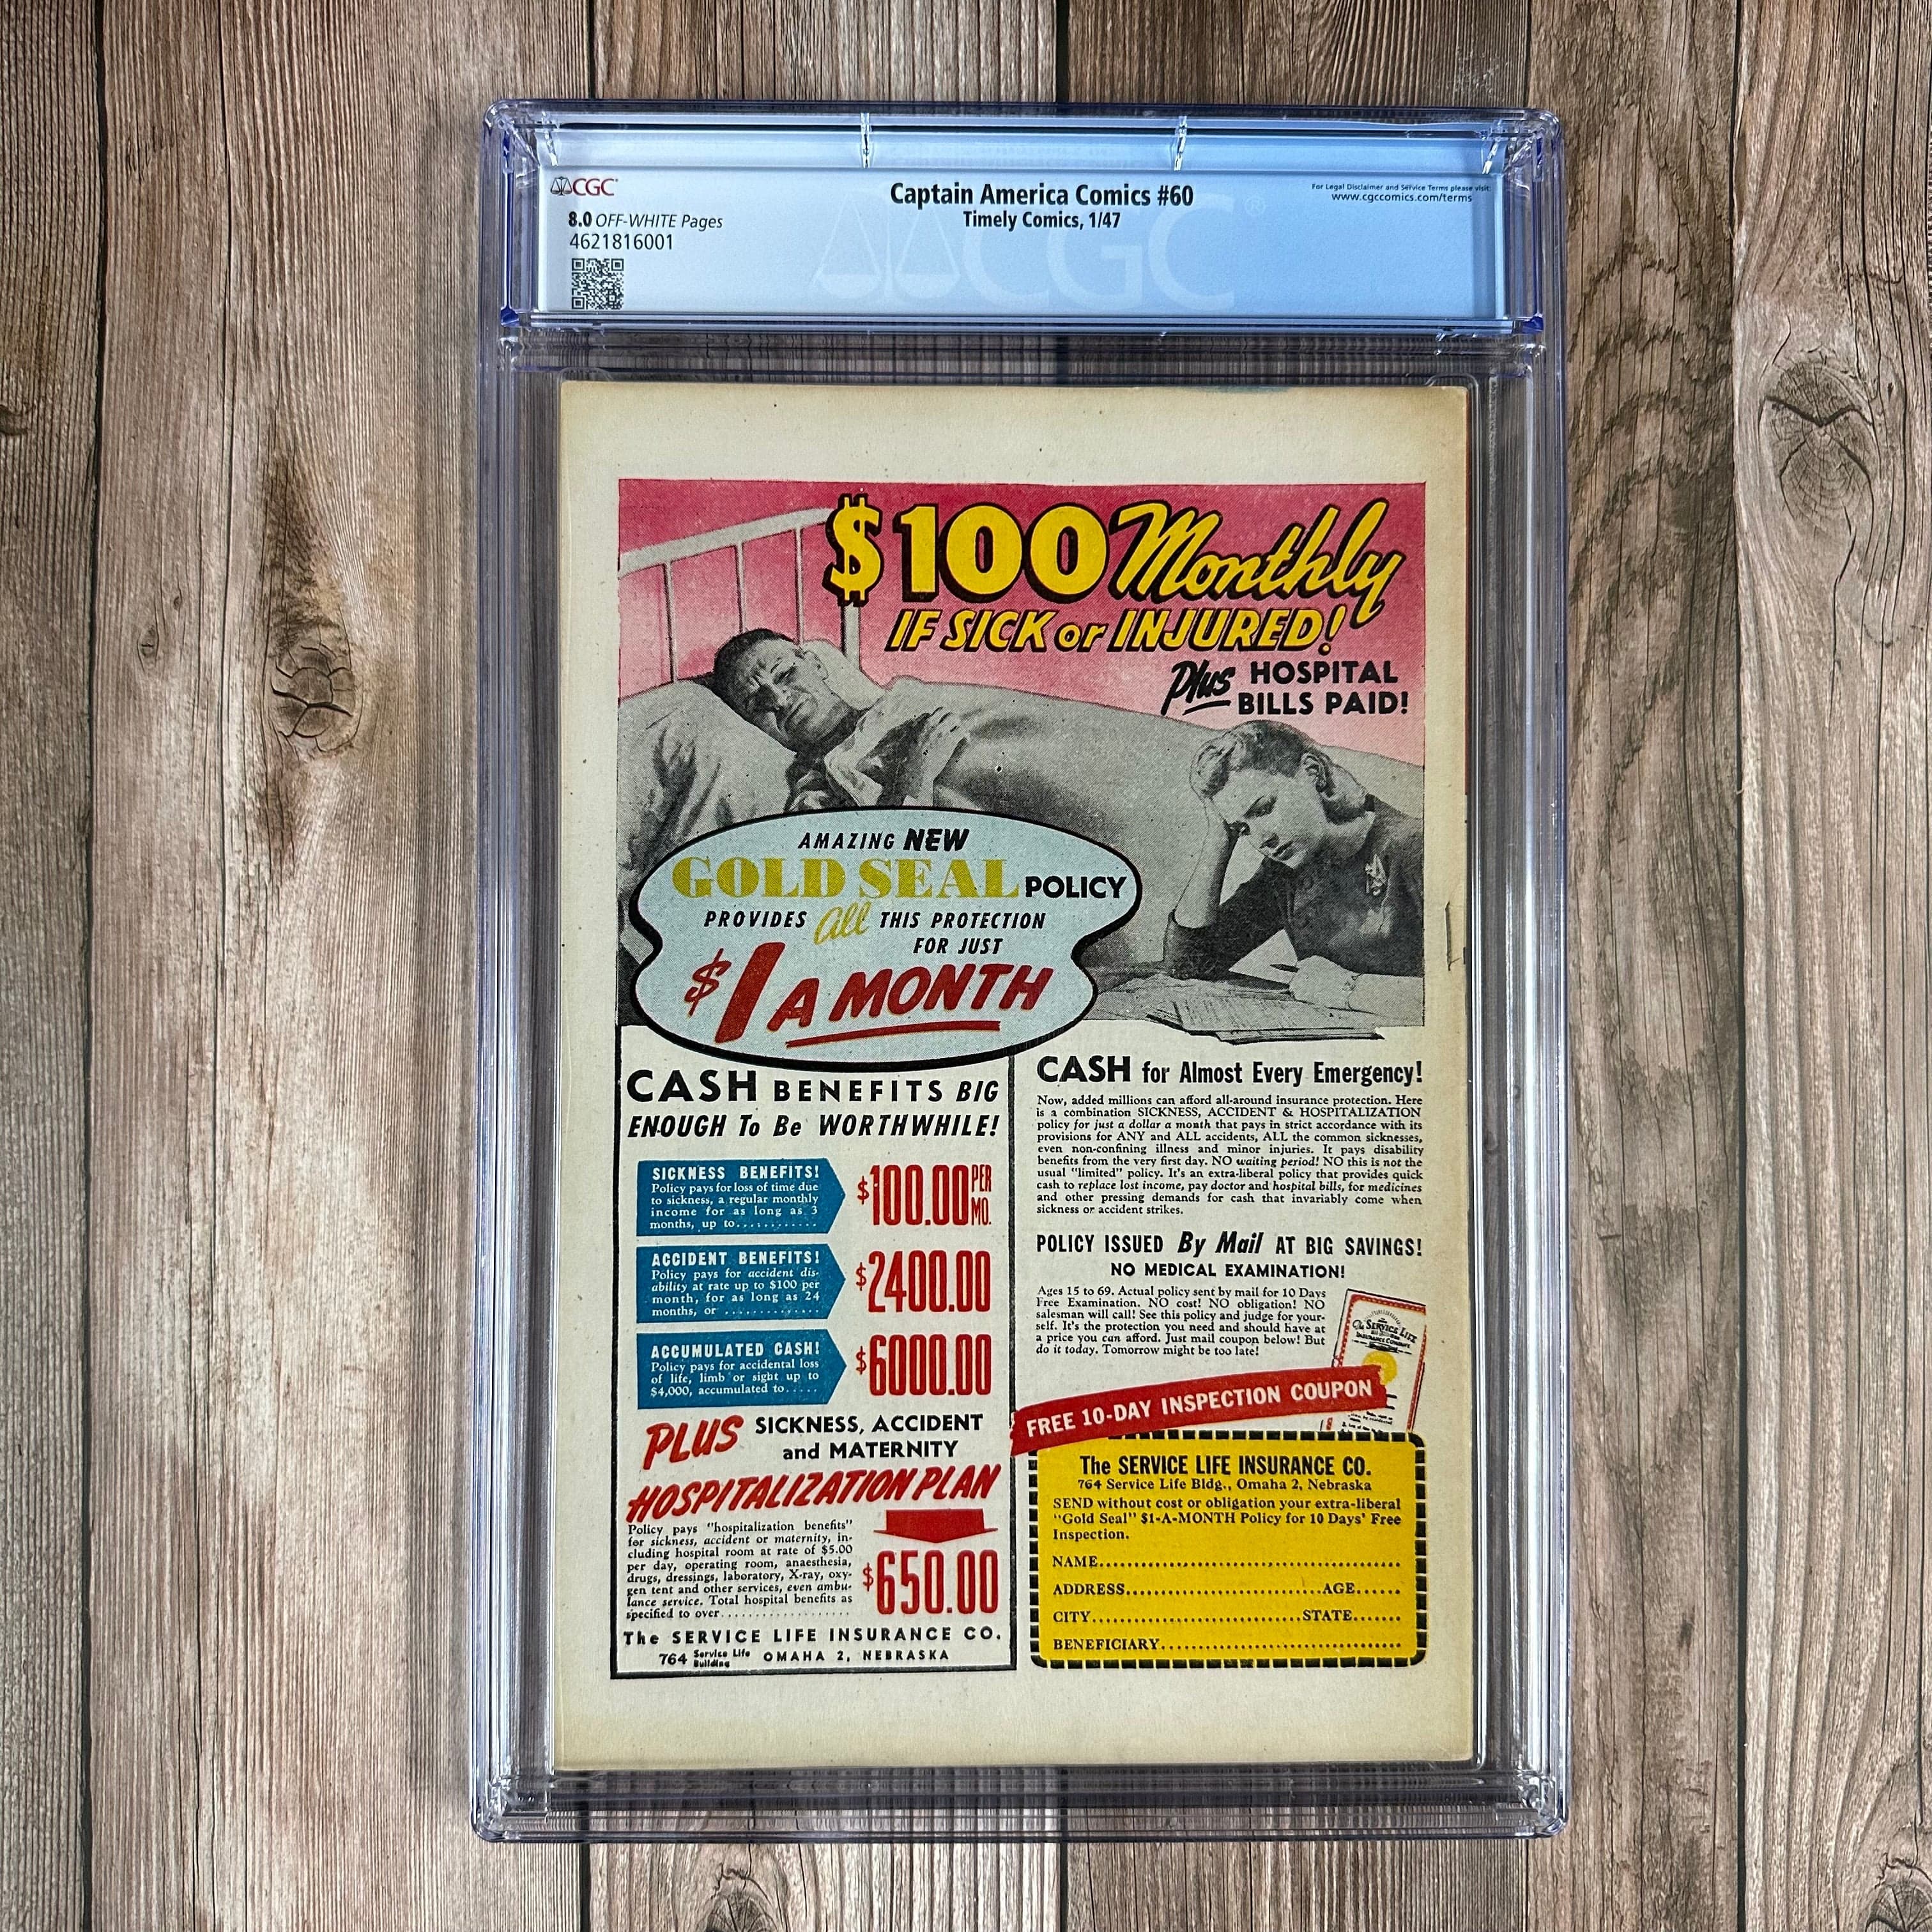 CGC
8.0 OFF-WHITE Pages
4621816001
Captain America Comics #60
Timely Comics, 1/47
For Legal Disclaimer and Service Terms please visit:
www.cgccomics.com/terms
CGC
$100 Monthly
IF SICK or INJURED!
Plus HOSPITAL
BILLS PAID!
AMAZING NEW
GOLD SEAL POLICY
PROVIDES All THIS PROTECTION
FOR JUST
$1 A MONTH
CASH BENEFITS BIG
ENOUGH To Be WORTHWHILE!
SICKNESS BENEFITS!
Policy pays for loss of time due
to sickness, a regular monthly
income for as long as 3
months, up to............
$100.00 PER
MO.
ACCIDENT BENEFITS!
Policy pays for accident dis-
ability at rate up to $100 per
month, for as long as 24
months, or ..............
$2400.00
ACCUMULATED CASH!
Policy pays for accidental loss
of life, limb or sight up to
$4,000, accumulated to.....
$6000.00
PLUS SICKNESS, ACCIDENT
and MATERNITY
HOSPITALIZATION PLAN
Policy pays "hospitalization benefits"
for sickness, accident or maternity, in-
cluding hospital room at rate of $5.00
per day, operating room, anaesthesia,
drugs, dressings, laboratory, X-ray, oxy-
gen tent and other services, even ambu-
lance service. Total hospital benefits as
specified to over..................
$650.00
The SERVICE LIFE INSURANCE CO.
764 Service Life
Building OMAHA 2, NEBRASKA
CASH for Almost Every Emergency!
Now, added millions can afford all-around insurance protection. Here
is a combination SICKNESS, ACCIDENT & HOSPITALIZATION
policy for just a dollar a month that pays in strict accordance with its
provisions for ANY and ALL accidents, ALL the common sicknesses,
even non-confining illness and minor injuries. It pays disability
benefits from the very first day. NO waiting period! NO this is not the
usual "limited" policy. It's an extra-liberal policy that provides quick
cash to replace lost income, pay doctor and hospital bills, for medicines
and other pressing demands for cash that invariably come when
sickness or accident strikes.
POLICY ISSUED By Mail AT BIG SAVINGS!
NO MEDICAL EXAMINATION!
Ages 15 to 69. Actual policy sent by mail for 10 Days
Free Examination. NO cost! NO obligation! NO
salesman will call! See this policy and judge for your-
self. It's the protection you need and should have at
a price you can afford. Just mail coupon below! But
do it today. Tomorrow might be too late!
The SERVICE LIFE
INSURANCE COMPANY
FREE 10-DAY INSPECTION COUPON
The SERVICE LIFE INSURANCE CO.
764 Service Life Bldg., Omaha 2, Nebraska
SEND without cost or obligation your extra-liberal
"Gold Seal" $1-A-MONTH Policy for 10 Days' Free
Inspection.
NAME..............................................
ADDRESS..............................AGE......
CITY................................STATE.......
BENEFICIARY...................................